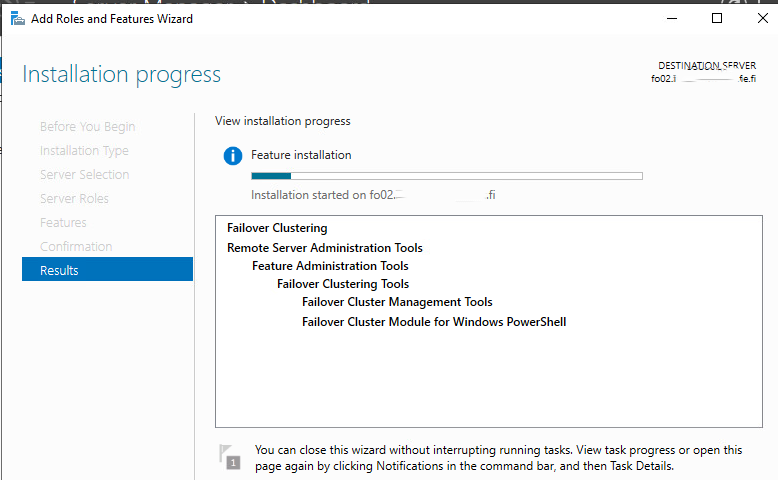 Add Roles and Features Wizard
Installation progress
DESTINATION SERVER
fo02.i fe.fi
Before You Begin
Installation Type
Server Selection
Server Roles
Features
Confirmation
Results
View installation progress
Feature installation
Installation started on fo02. .fi
Failover Clustering
Remote Server Administration Tools
Feature Administration Tools
Failover Clustering Tools
Failover Cluster Management Tools
Failover Cluster Module for Windows PowerShell
1
You can close this wizard without interrupting running tasks. View task progress or open this
page again by clicking Notifications in the command bar, and then Task Details.